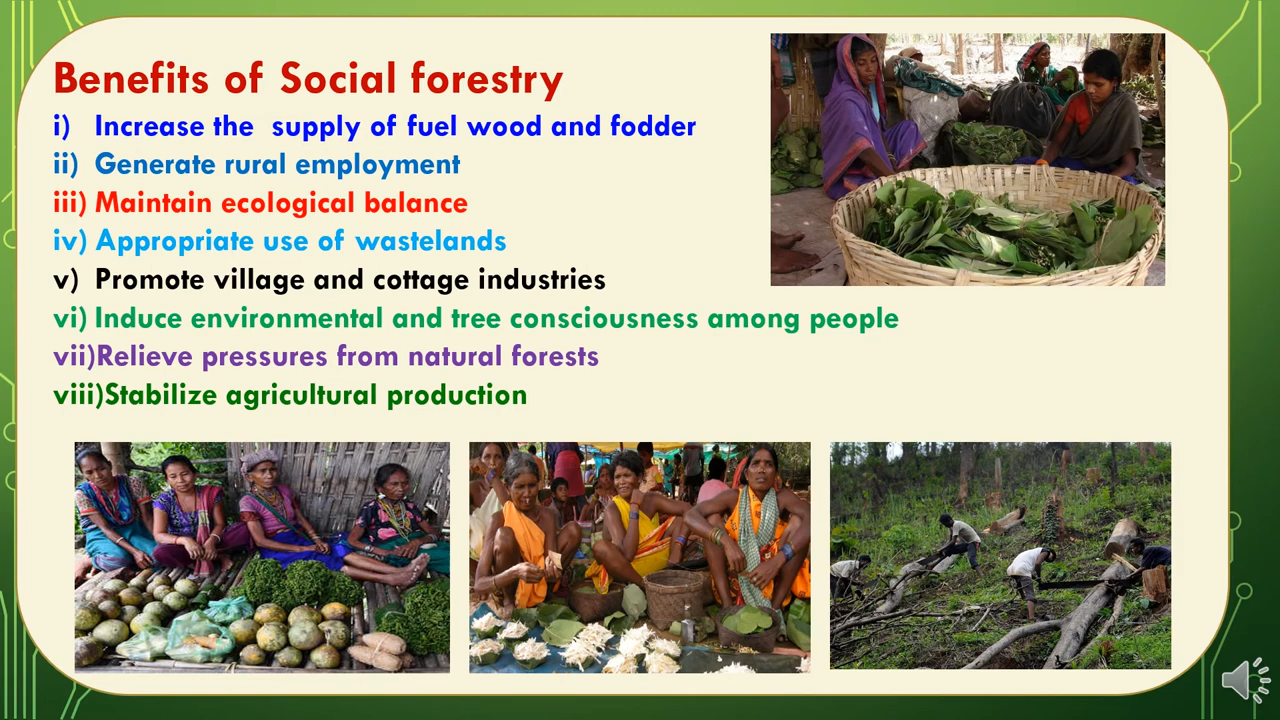 Benefits of Social forestry
i) Increase the supply of fuel wood and fodder
ii) Generate rural employment
iii) Maintain ecological balance
iv) Appropriate use of wastelands
v) Promote village and cottage industries
vi) Induce environmental and tree consciousness among people
vii)Relieve pressures from natural forests
viii)Stabilize agricultural production